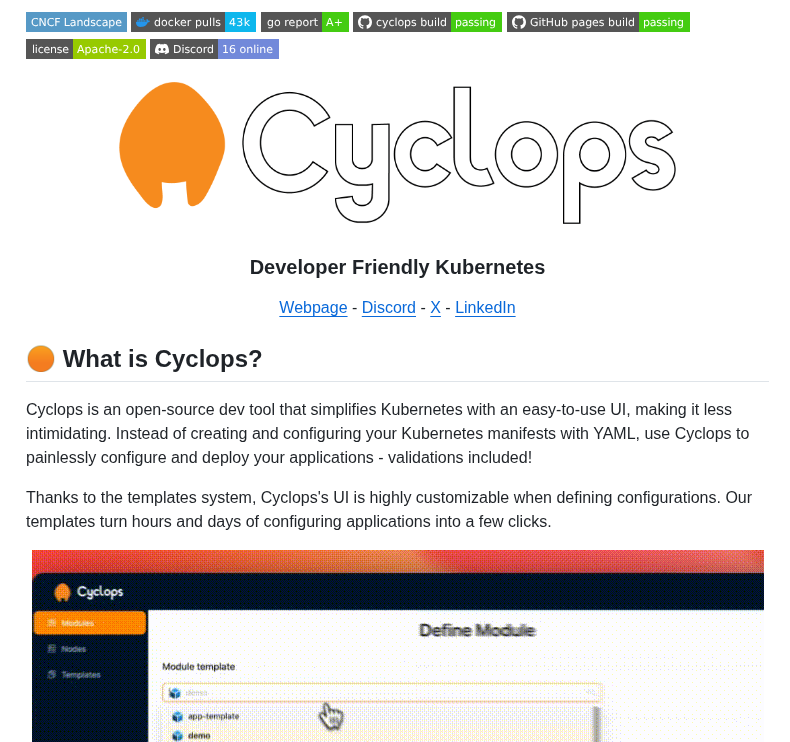 CNCF Landscape docker pulls 43k go report A+ cyclops build passing GitHub pages build passing
license Apache-2.0 Discord 16 online
Cyclops
Developer Friendly Kubernetes
Webpage - Discord - X - LinkedIn
What is Cyclops?
Cyclops is an open-source dev tool that simplifies Kubernetes with an easy-to-use UI, making it less
intimidating. Instead of creating and configuring your Kubernetes manifests with YAML, use Cyclops to
painlessly configure and deploy your applications - validations included!
Thanks to the templates system, Cyclops's UI is highly customizable when defining configurations. Our
templates turn hours and days of configuring applications into a few clicks.
Cyclops
Define Module
Modules
Nodes
Templates
Module template
demo
app-template
demo